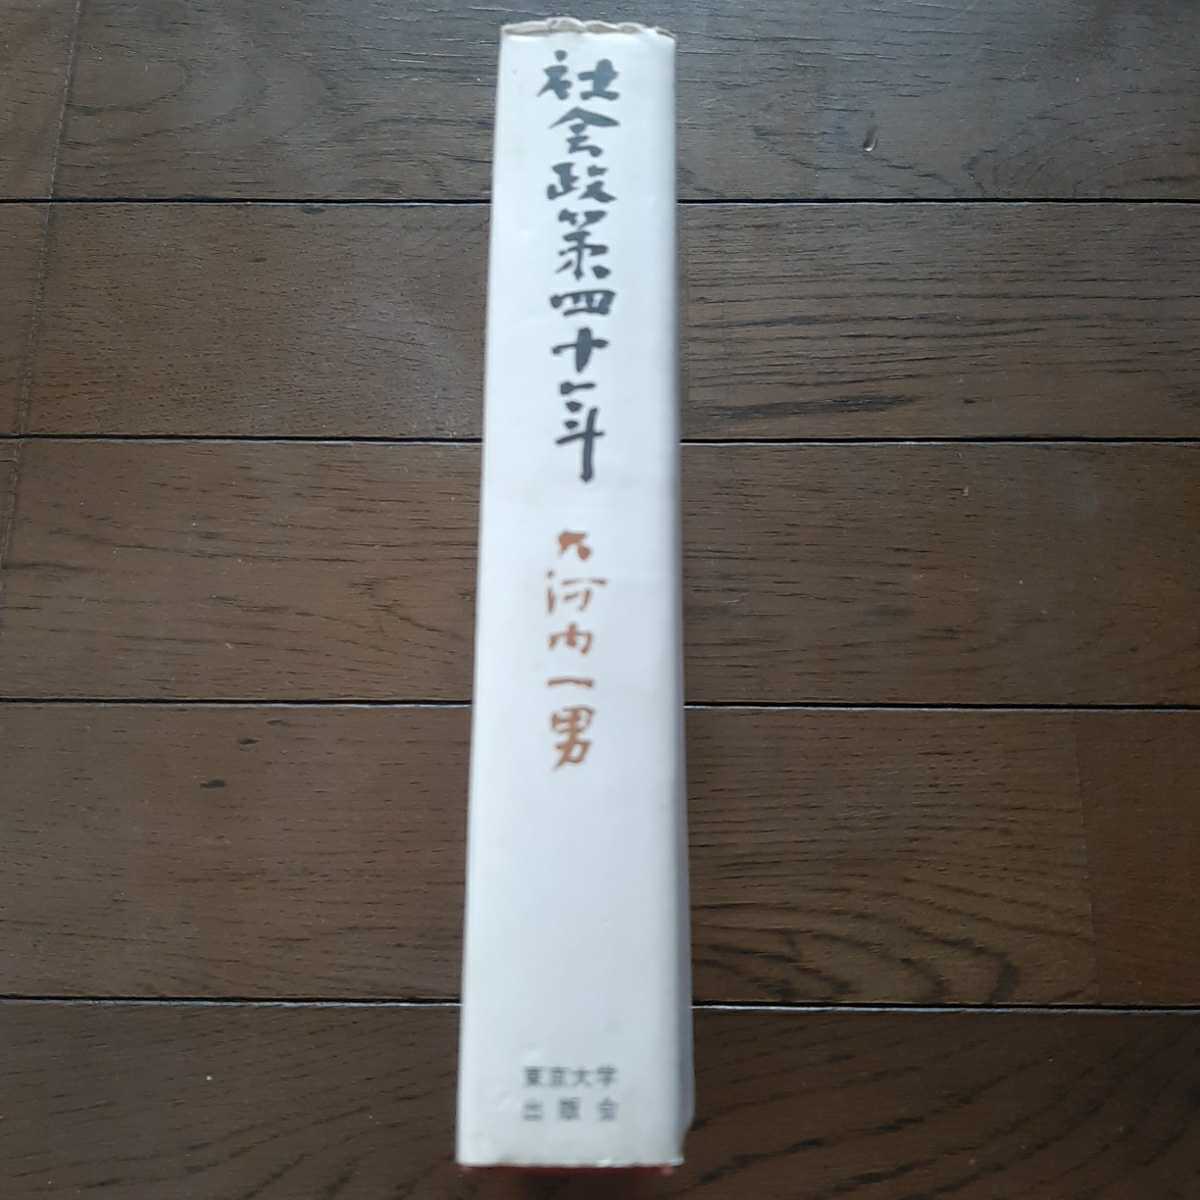 社会政策四十年
大河内一男
東京大学
出版会